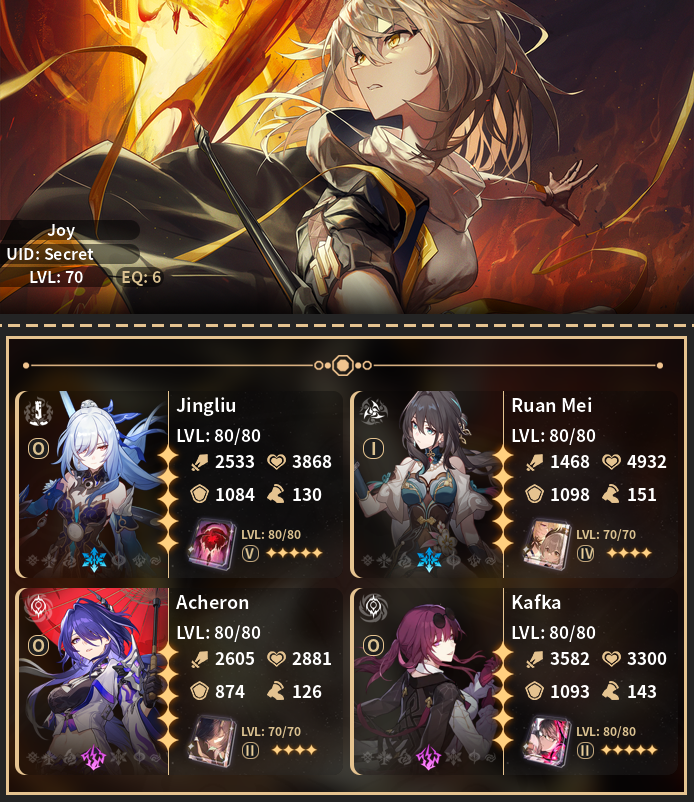 Joy
UID: Secret
LVL: 70 EQ: 6
Jingliu
O
LVL: 80/80
2533 3868
1084 130
LVL: 80/80
V
Ruan Mei
I
LVL: 80/80
1468 4932
1098 151
LVL: 70/70
IV
Acheron
O
LVL: 80/80
2605 2881
874 126
LVL: 70/70
II
Kafka
O
LVL: 80/80
3582 3300
1093 143
LVL: 80/80
II